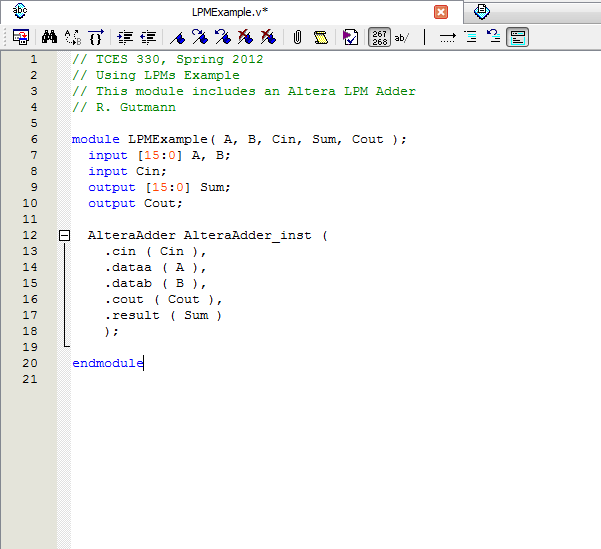 LPMExample.v*
abc
267
268
ab/
1 // TCES 330, Spring 2012
2 // Using LPMs Example
3 // This module includes an Altera LPM Adder
4 // R. Gutmann
5
6 module LPMExample( A, B, Cin, Sum, Cout );
7   input [15:0] A, B;
8   input Cin;
9   output [15:0] Sum;
10   output Cout;
11
12   AlteraAdder AlteraAdder_inst (
13     .cin ( Cin ),
14     .dataa ( A ),
15     .datab ( B ),
16     .cout ( Cout ),
17     .result ( Sum )
18     );
19
20 endmodule
21